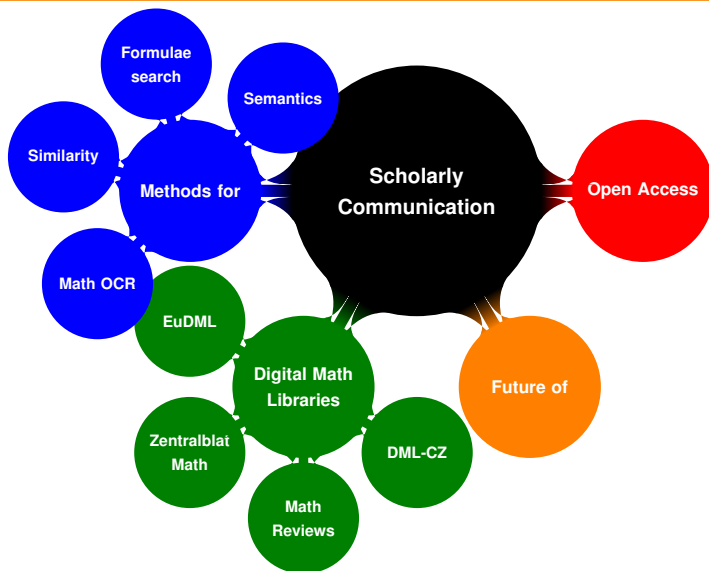 Formulae
search
Semantics
Similarity
Methods for
Scholarly
Communication
Open Access
Math OCR
EuDML
Digital Math
Libraries
Future of
Zentralblat
Math
DML-CZ
Math
Reviews